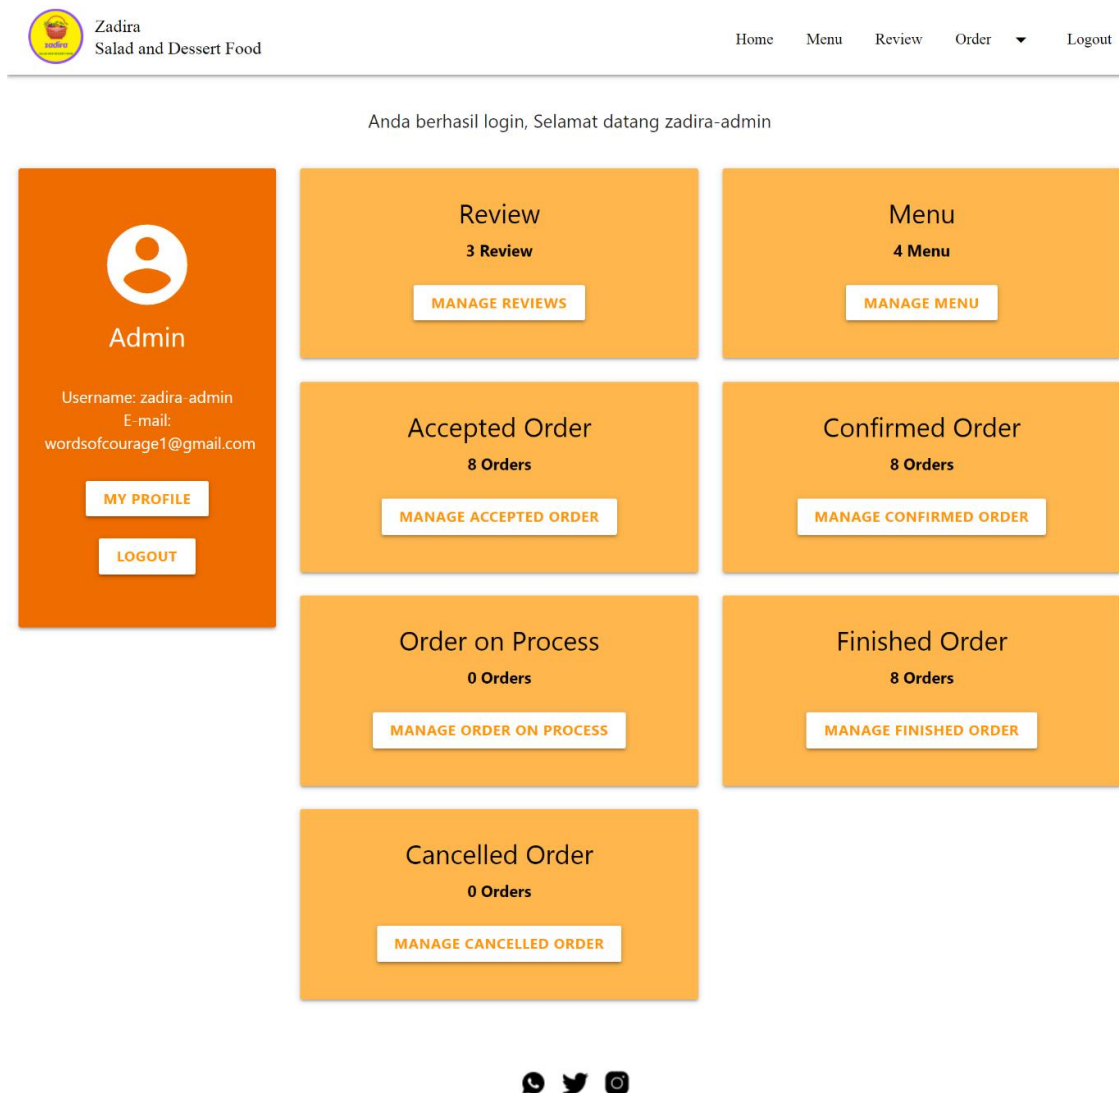 zadira
Zadira
Salad and Dessert Food
Home Menu Review Order Logout
Anda berhasil login, Selamat datang zadira-admin
Admin
Username: zadira-admin
E-mail:
wordsofcourage1@gmail.com
MY PROFILE
LOGOUT
Review
3 Review
MANAGE REVIEWS
Menu
4 Menu
MANAGE MENU
Accepted Order
8 Orders
MANAGE ACCEPTED ORDER
Confirmed Order
8 Orders
MANAGE CONFIRMED ORDER
Order on Process
0 Orders
MANAGE ORDER ON PROCESS
Finished Order
8 Orders
MANAGE FINISHED ORDER
Cancelled Order
0 Orders
MANAGE CANCELLED ORDER